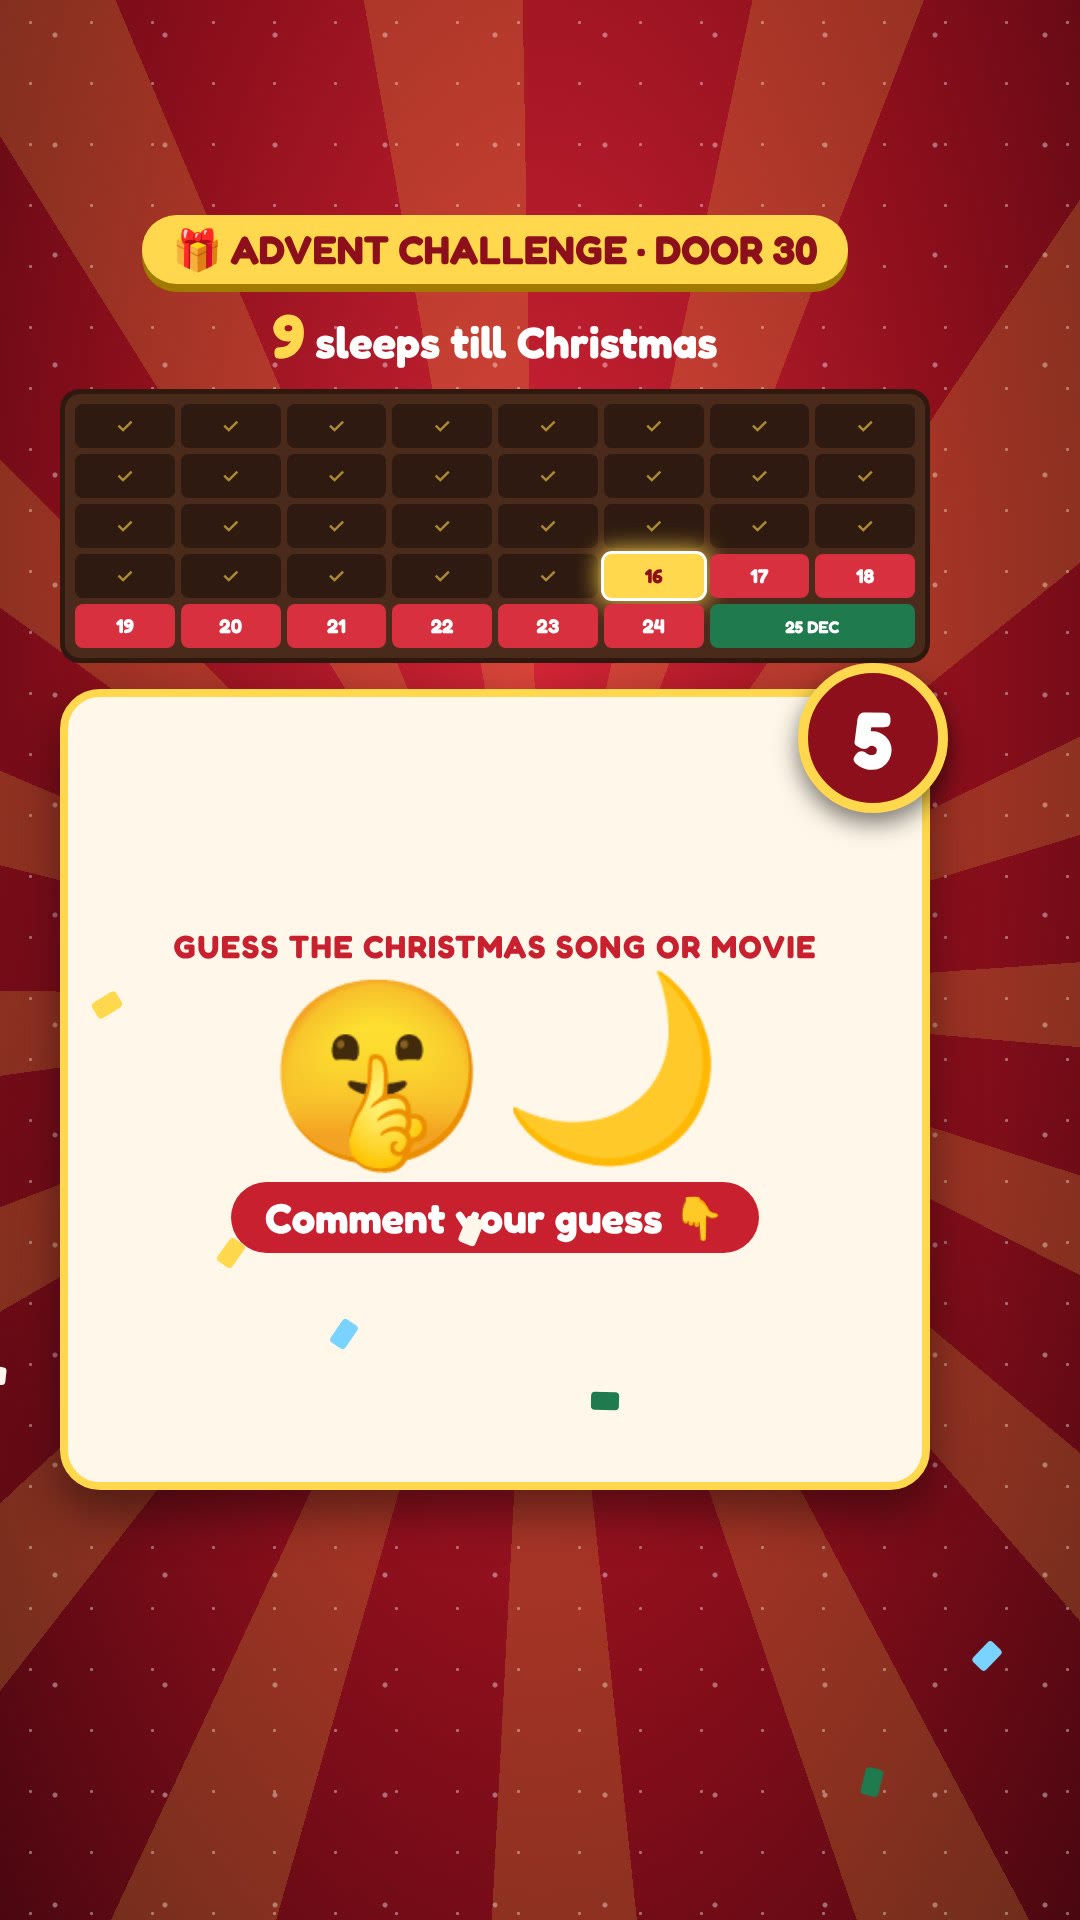 🎁 ADVENT CHALLENGE · DOOR 30
9 sleeps till Christmas
16 17 18
19 20 21 22 23 24 25 DEC
5
GUESS THE CHRISTMAS SONG OR MOVIE
🤫🌙
Comment your guess 👇